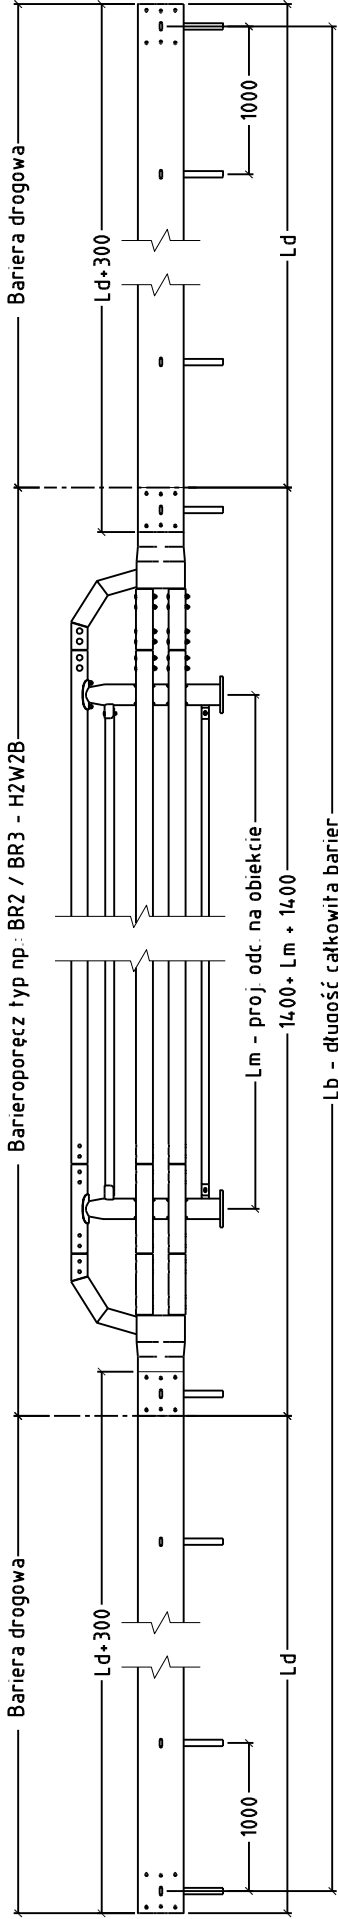 Bariera drogowa
Barieroporęcz typ np.: BR2 / BR3 - H2W2B
Bariera drogowa
Ld+300
Ld+300
1000
Lm - proj. odc. na obiekcie
1000
Ld
1400+ Lm + 1400
Ld
Lb - długość całkowita barier